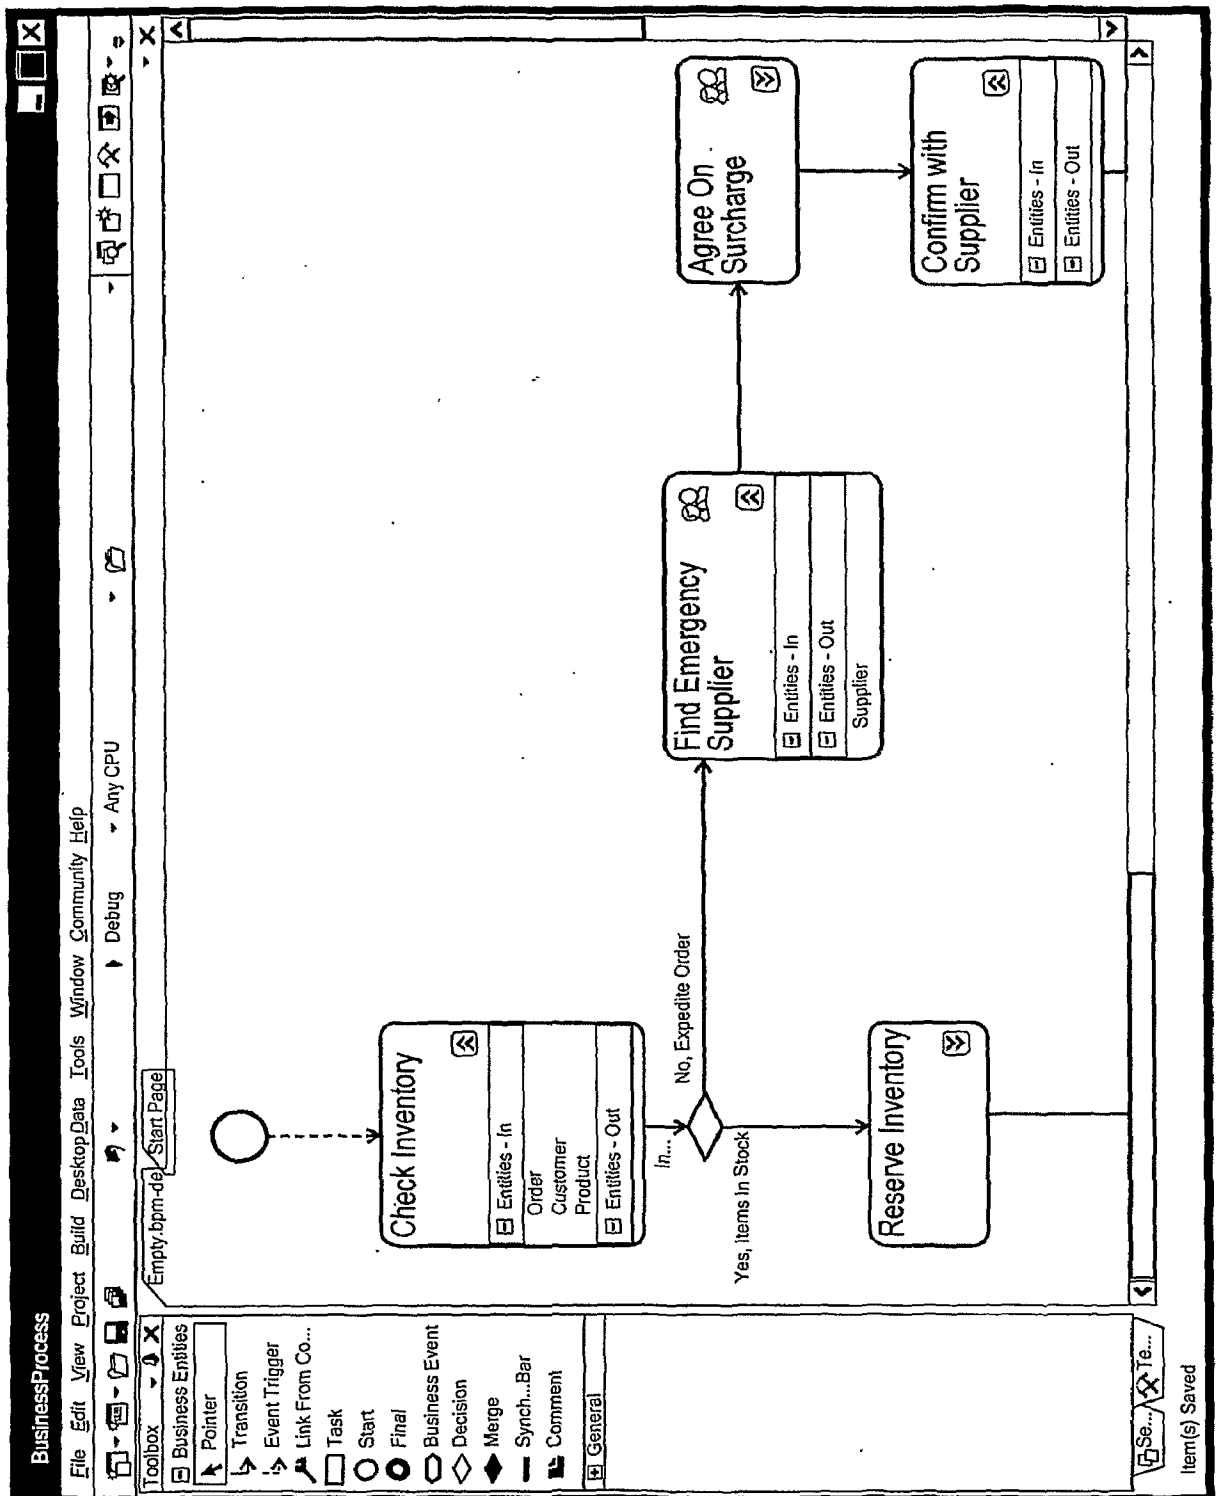 BusinessProcess
File Edit View Project Build DesktopData Tools Window Community Help
Debug Any CPU
Toolbox
Empty.bpm-de Start Page
Business Entities
Pointer
Transition
Event Trigger
Link From Co...
Task
Start
Final
Business Event
Decision
Merge
Synch...Bar
Comment
General
Check Inventory
Entities - In
Order
Customer
Product
Entities - Out
In...
No, Expedite Order
Yes, Items In Stock
Reserve Inventory
Find Emergency
Supplier
Entities - In
Entities - Out
Supplier
Agree On
Surcharge
Confirm with
Supplier
Entities - In
Entities - Out
Se... Te...
Item(s) Saved